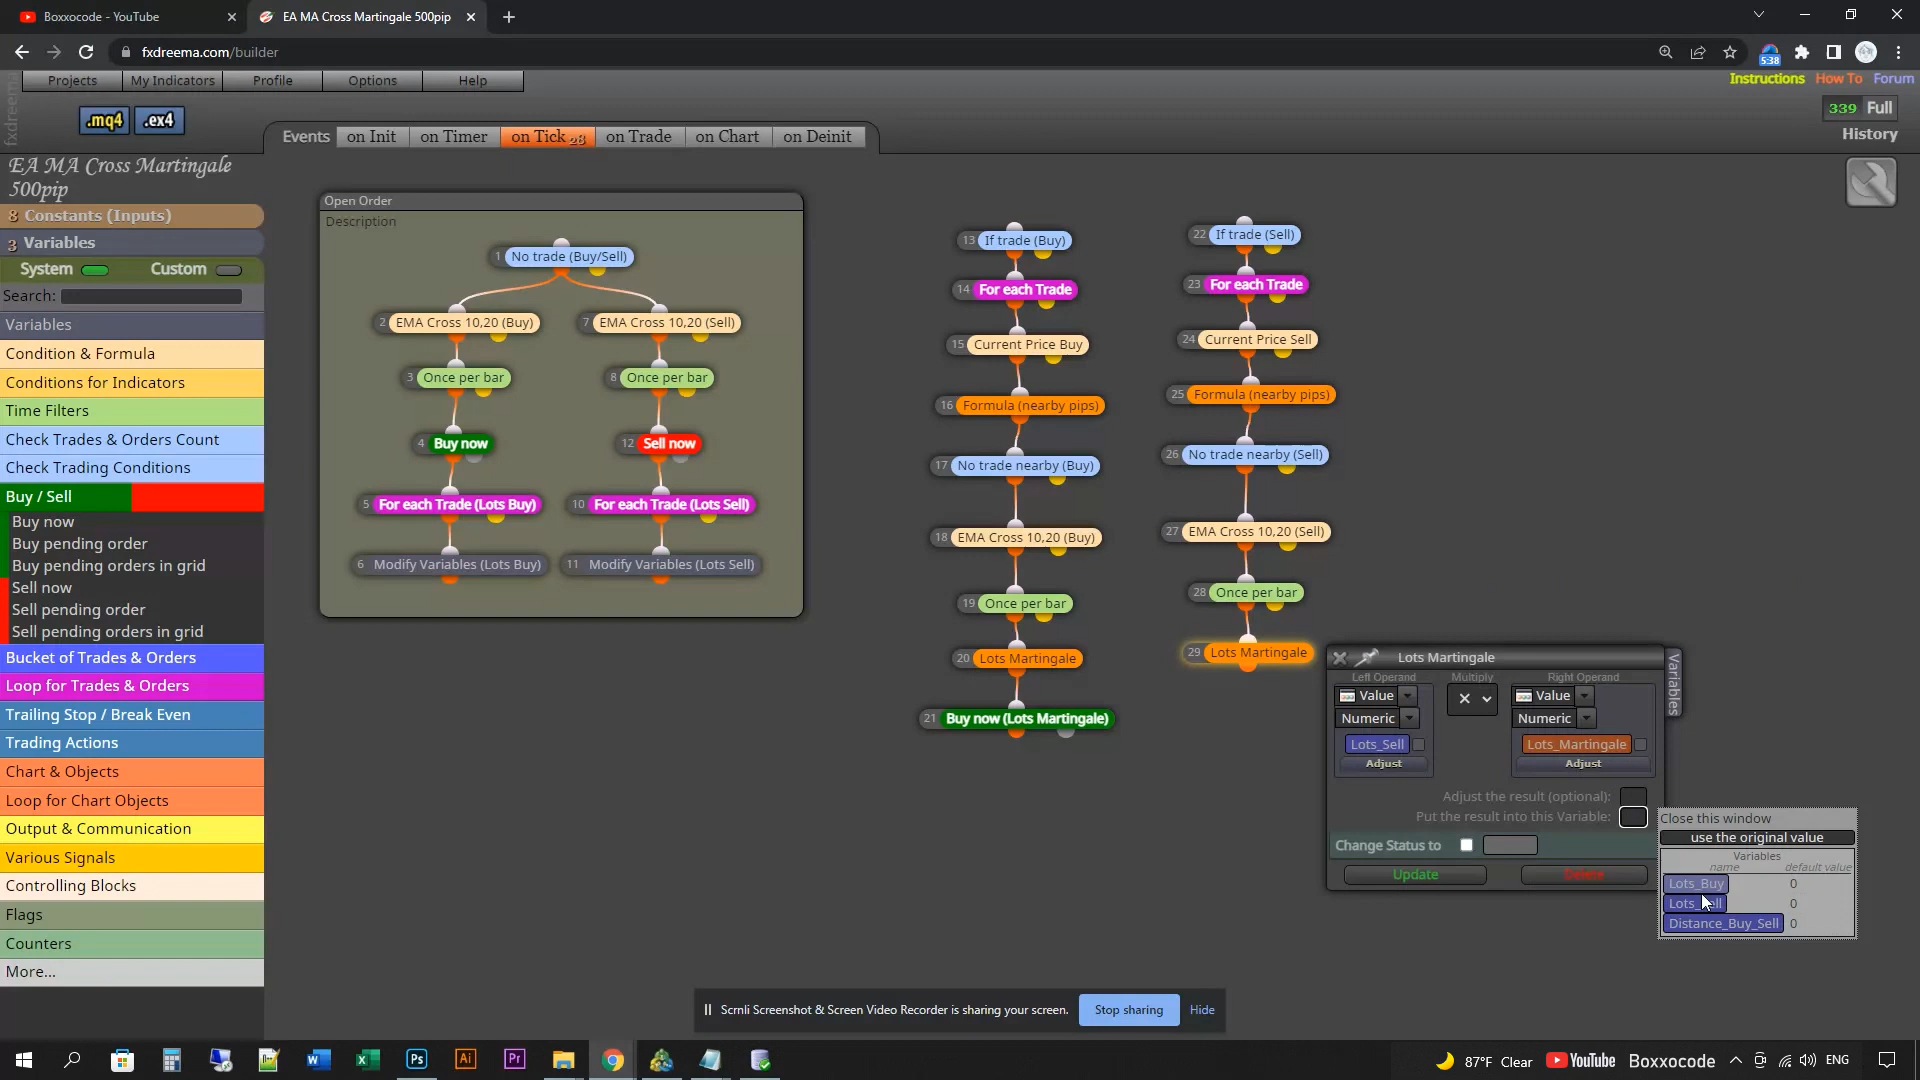 Boxxocode - YouTube
EA MA Cross Martingale 500pip
fxdreema.com/builder
5:38
Projects
My Indicators
Profile
Options
Help
Instructions
How To
Forum
fxdreema
.mq4
.ex4
339 Full
History
Events
on Init
on Timer
on Tick 28
on Trade
on Chart
on Deinit
EA MA Cross Martingale
500pip
8 Constants (Inputs)
3 Variables
System
Custom
Search:
Variables
Condition & Formula
Conditions for Indicators
Time Filters
Check Trades & Orders Count
Check Trading Conditions
Buy / Sell
Buy now
Buy pending order
Buy pending orders in grid
Sell now
Sell pending order
Sell pending orders in grid
Bucket of Trades & Orders
Loop for Trades & Orders
Trailing Stop / Break Even
Trading Actions
Chart & Objects
Loop for Chart Objects
Output & Communication
Various Signals
Controlling Blocks
Flags
Counters
More...
Open Order
Description
1 No trade (Buy/Sell)
2 EMA Cross 10,20 (Buy)
7 EMA Cross 10,20 (Sell)
3 Once per bar
8 Once per bar
4 Buy now
12 Sell now
5 For each Trade (Lots Buy)
10 For each Trade (Lots Sell)
6 Modify Variables (Lots Buy)
11 Modify Variables (Lots Sell)
13 If trade (Buy)
14 For each Trade
15 Current Price Buy
16 Formula (nearby pips)
17 No trade nearby (Buy)
18 EMA Cross 10,20 (Buy)
19 Once per bar
20 Lots Martingale
21 Buy now (Lots Martingale)
22 If trade (Sell)
23 For each Trade
24 Current Price Sell
25 Formula (nearby pips)
26 No trade nearby (Sell)
27 EMA Cross 10,20 (Sell)
28 Once per bar
29 Lots Martingale
Lots Martingale
Variables
Left Operand
Multiply
Right Operand
Value
Value
Numeric
Numeric
Lots_Sell
Lots_Martingale
Adjust
Adjust
Adjust the result (optional):
Put the result into this Variable:
Change Status to
Update
Delete
Close this window
use the original value
Variables
name
default value
Lots_Buy 0
Lots_Sell 0
Distance_Buy_Sell 0
Scrnli Screenshot & Screen Video Recorder is sharing your screen.
Stop sharing
Hide
Ps
Ai
Pr
87°F Clear
YouTube
Boxxocode
ENG